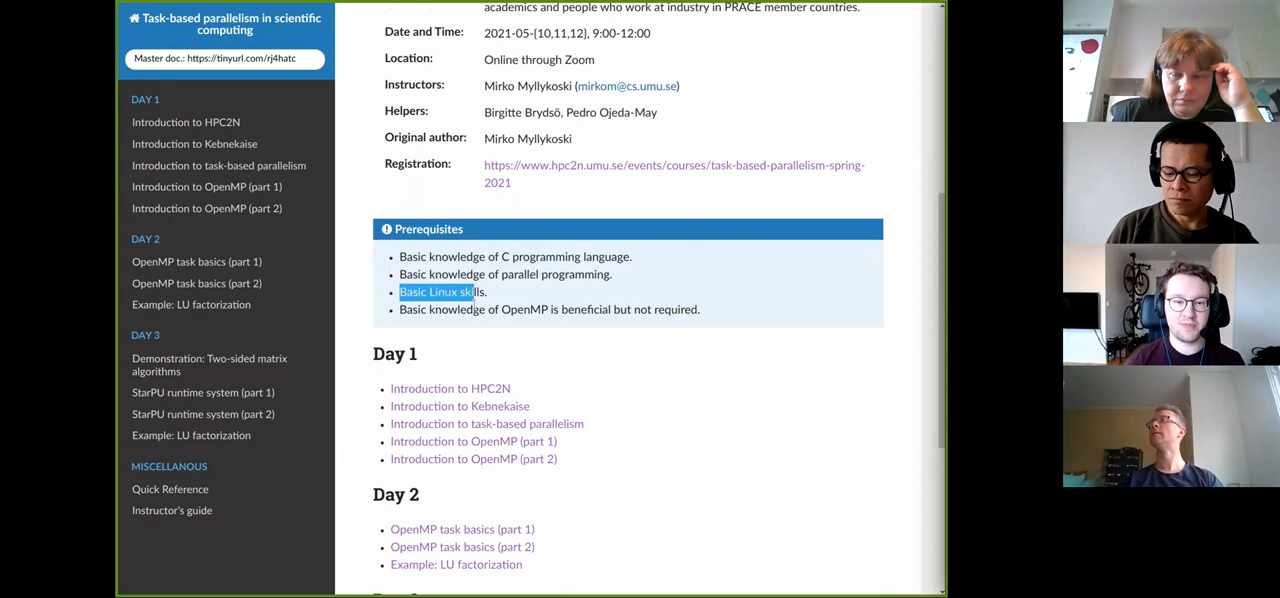 Task-based parallelism in scientific
computing
Master doc.: https://tinyurl.com/rj4hatc
DAY 1
Introduction to HPC2N
Introduction to Kebnekaise
Introduction to task-based parallelism
Introduction to OpenMP (part 1)
Introduction to OpenMP (part 2)
DAY 2
OpenMP task basics (part 1)
OpenMP task basics (part 2)
Example: LU factorization
DAY 3
Demonstration: Two-sided matrix
algorithms
StarPU runtime system (part 1)
StarPU runtime system (part 2)
Example: LU factorization
MISCELLANOUS
Quick Reference
Instructor's guide
academics and people who work at industry in PRACE member countries.
Date and Time: 2021-05-{10,11,12}, 9:00-12:00
Location: Online through Zoom
Instructors: Mirko Myllykoski (mirkom@cs.umu.se)
Helpers: Birgitte Brydsö, Pedro Ojeda-May
Original author: Mirko Myllykoski
Registration: https://www.hpc2n.umu.se/events/courses/task-based-parallelism-spring-
2021
Prerequisites
• Basic knowledge of C programming language.
• Basic knowledge of parallel programming.
• Basic Linux skills.
• Basic knowledge of OpenMP is beneficial but not required.
Day 1
• Introduction to HPC2N
• Introduction to Kebnekaise
• Introduction to task-based parallelism
• Introduction to OpenMP (part 1)
• Introduction to OpenMP (part 2)
Day 2
• OpenMP task basics (part 1)
• OpenMP task basics (part 2)
• Example: LU factorization